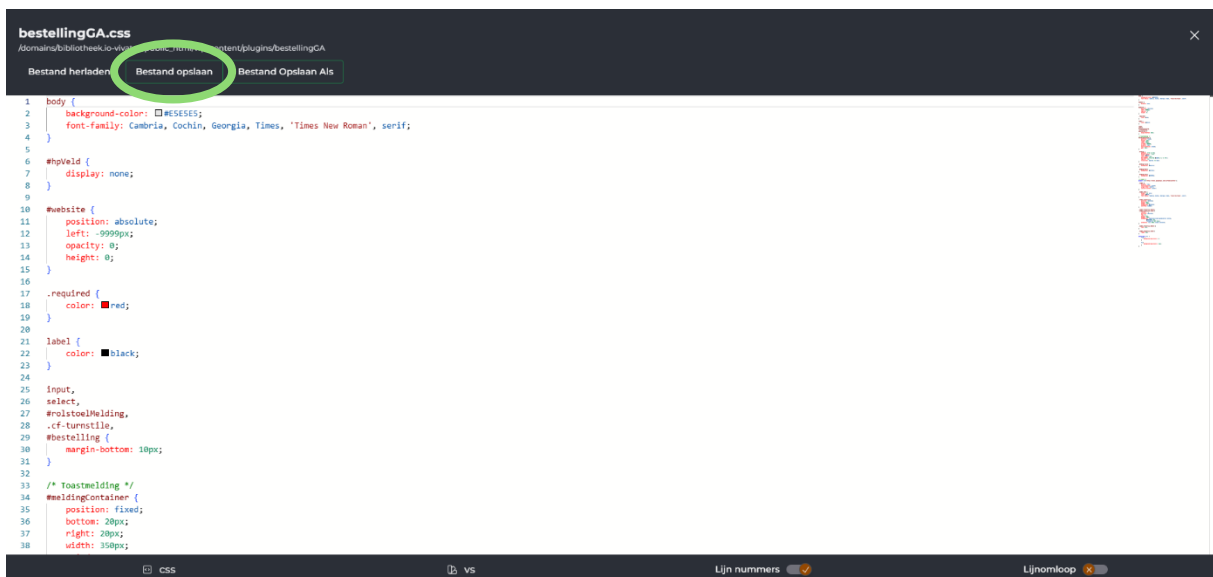 bestellingGA.css
/domains/bibliotheek.io-vivat
content/plugins/bestellingGA
Bestand herladen
Bestand opslaan
Bestand Opslaan Als
1 body {
2 background-color: #E5E5E5;
3 font-family: Cambria, Cochin, Georgia, Times, 'Times New Roman', serif;
4 }
5
6 #hpVeld {
7 display: none;
8 }
9
10 #website {
11 position: absolute;
12 left: -9999px;
13 opacity: 0;
14 height: 0;
15 }
16
17 .required {
18 color: red;
19 }
20
21 label {
22 color: black;
23 }
24
25 input,
26 select,
27 #rolstoelMelding,
28 .cf-turnstile,
29 #bestelling {
30 margin-bottom: 10px;
31 }
32
33 /* Toastmelding */
34 #meldingContainer {
35 position: fixed;
36 bottom: 20px;
37 right: 20px;
38 width: 350px;
css
vs
Lijn nummers
Lijnomloop